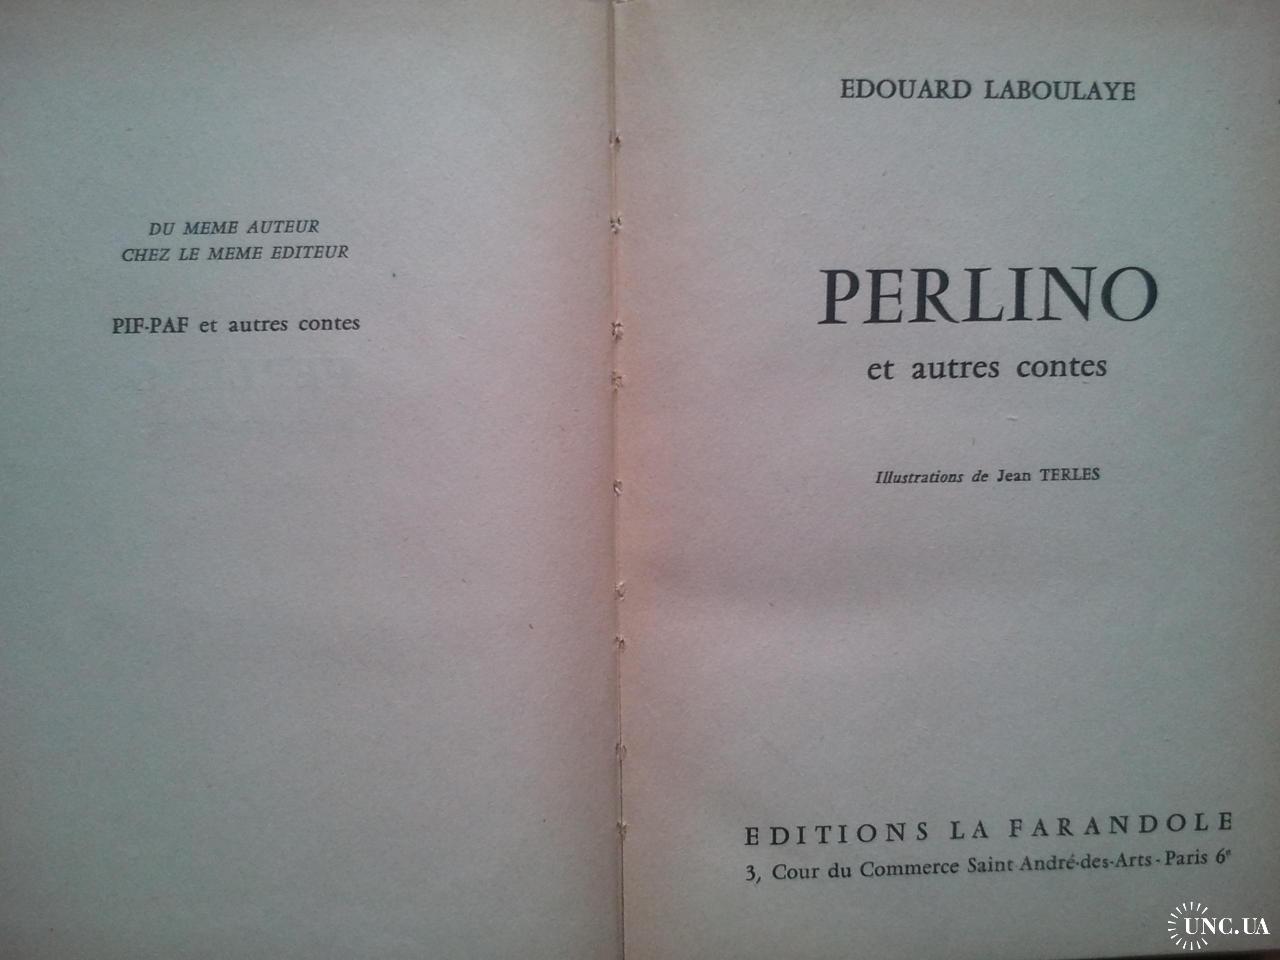 DU MEME AUTEUR
CHEZ LE MEME EDITEUR
PIF-PAF et autres contes
EDOUARD LABOULAYE
PERLINO
et autres contes
Illustrations de Jean TERLES
EDITIONS LA FARANDOLE
3, Cour du Commerce Saint-André-des-Arts - Paris 6e
UNC.UA